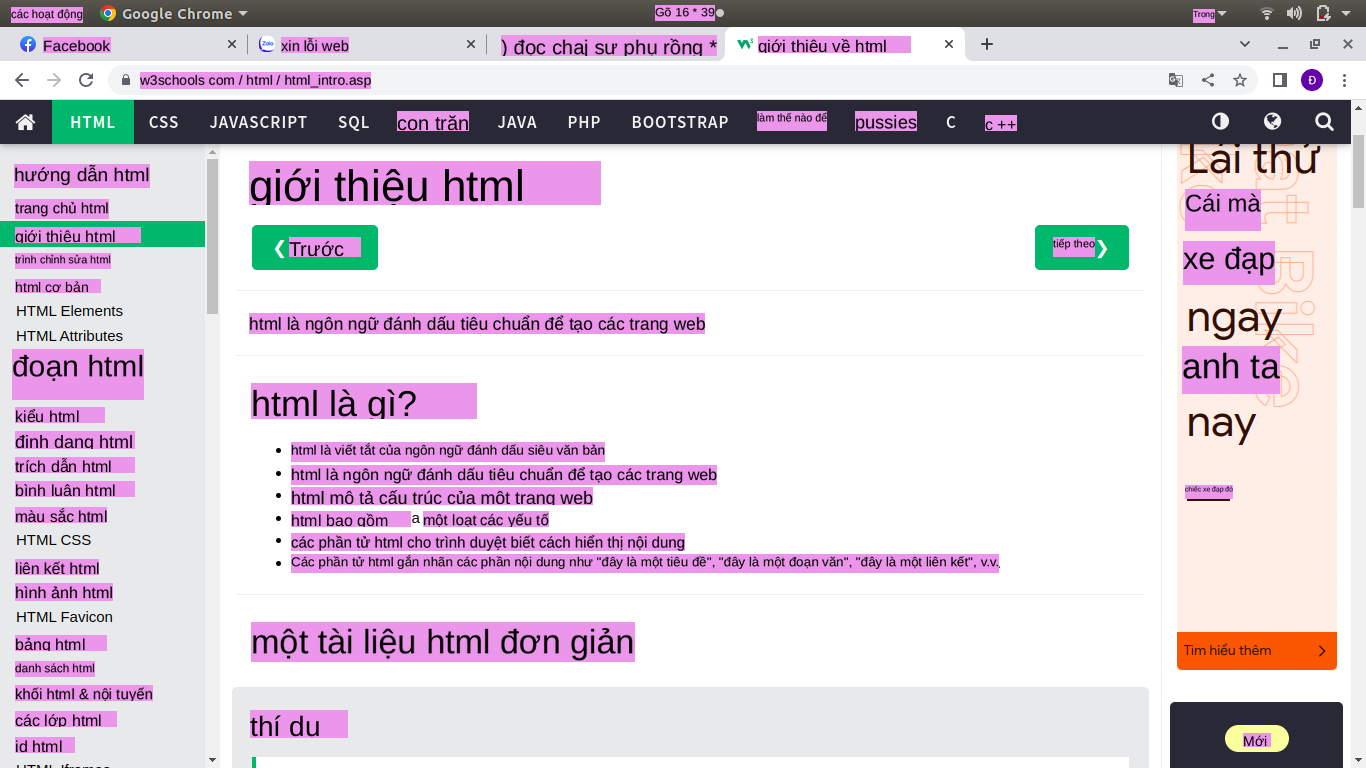 các hoạt động
Google Chrome
Gõ 16 * 39
Trong
Facebook
xin lỗi web
) đọc chai sư phu rồng *
giới thiệu về html
w3schools com / html / html_intro.asp
Đ
HTML CSS JAVASCRIPT SQL con trăn JAVA PHP BOOTSTRAP làm thế nào để pussies C c ++
hướng dẫn html
trang chủ html
giới thiệu html
trình chỉnh sửa html
html cơ bản
HTML Elements
HTML Attributes
đoạn html
kiểu html
định dạng html
trích dẫn html
bình luận html
màu sắc html
HTML CSS
liên kết html
hình ảnh html
HTML Favicon
bảng html
danh sách html
khối html & nội tuyến
các lớp html
id html
HTML Iframes
giới thiệu html
❮ Trước
tiếp theo ❯
html là ngôn ngữ đánh dấu tiêu chuẩn để tạo các trang web
html là gì?
html là viết tắt của ngôn ngữ đánh dấu siêu văn bản
html là ngôn ngữ đánh dấu tiêu chuẩn để tạo các trang web
html mô tả cấu trúc của một trang web
html bao gồm a một loạt các yếu tố
các phần tử html cho trình duyệt biết cách hiển thị nội dung
Các phần tử html gắn nhãn các phần nội dung như "đây là một tiêu đề", "đây là một đoạn văn", "đây là một liên kết", v.v.
một tài liệu html đơn giản
thí dụ
Lái thử
Cái mà
xe đạp
ngay
anh ta
nay
chiếc xe đạp đó
Bike
Tìm hiểu thêm
Mới